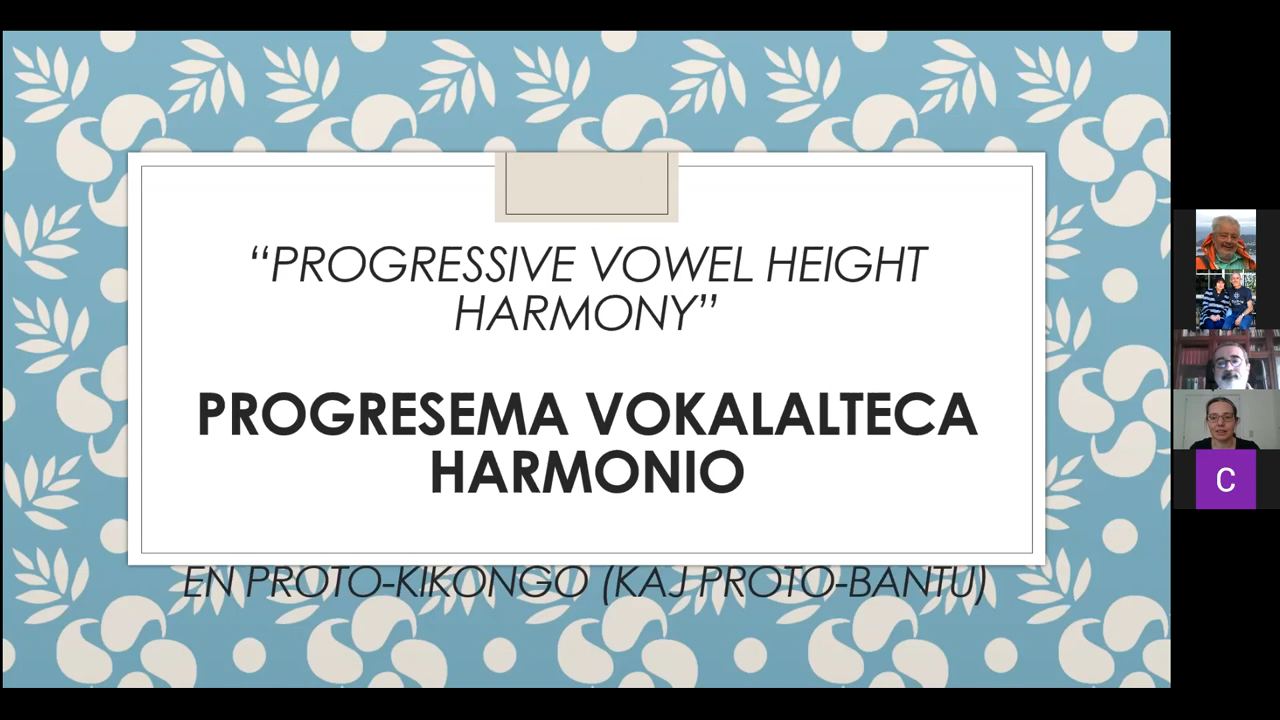 “PROGRESSIVE VOWEL HEIGHT
HARMONY”
PROGRESEMA VOKALALTECA
HARMONIO
EN PROTO-KIKONGO (KAJ PROTO-BANTU)
C